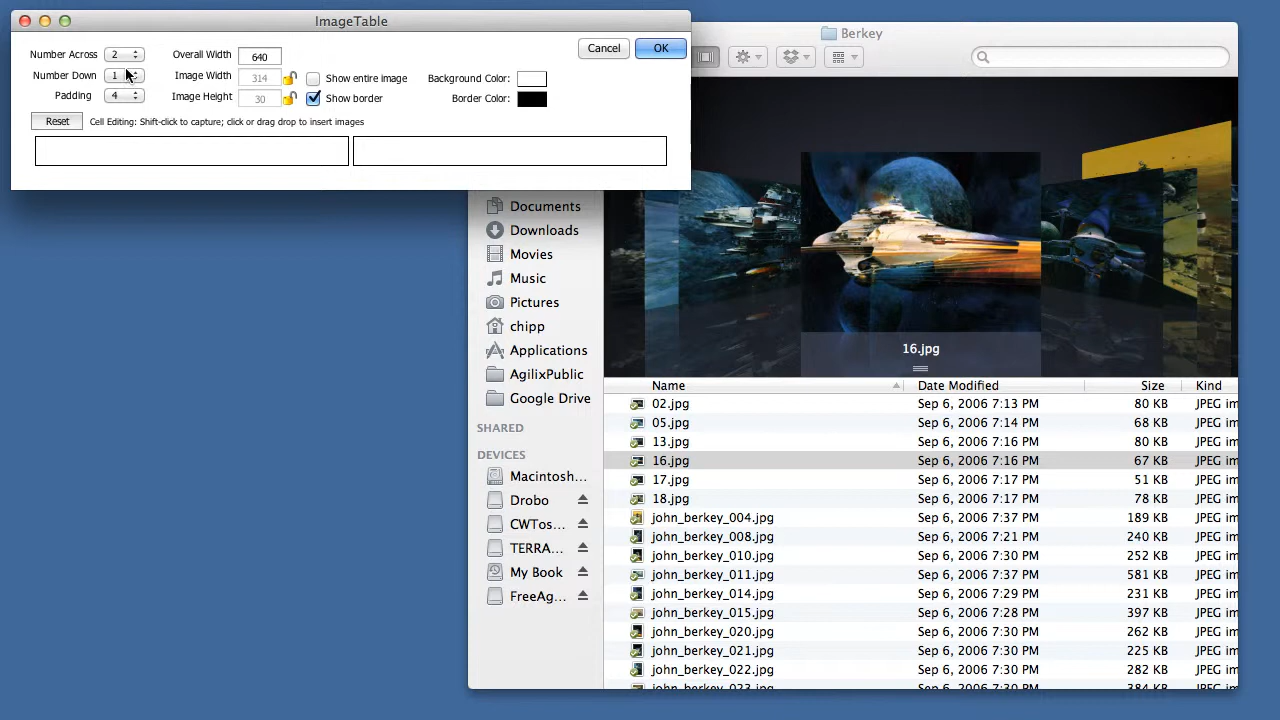 ImageTable
Berkey
Number Across 2 Overall Width 640 Cancel OK
Number Down 1 Image Width 314 Show entire image Background Color:
Padding 4 Image Height 30 Show border Border Color:
Reset Cell Editing: Shift-click to capture; click or drag drop to insert images
Documents
Downloads
Movies
Music
Pictures
chipp
Applications
AgilixPublic
Google Drive
SHARED
DEVICES
Macintosh...
Drobo
CWTos...
TERRA...
My Book
FreeAg...
16.jpg
Name Date Modified Size Kind
02.jpg Sep 6, 2006 7:13 PM 80 KB JPEG im
05.jpg Sep 6, 2006 7:14 PM 68 KB JPEG im
13.jpg Sep 6, 2006 7:16 PM 80 KB JPEG im
16.jpg Sep 6, 2006 7:16 PM 67 KB JPEG im
17.jpg Sep 6, 2006 7:17 PM 51 KB JPEG im
18.jpg Sep 6, 2006 7:17 PM 78 KB JPEG im
john_berkey_004.jpg Sep 6, 2006 7:37 PM 189 KB JPEG im
john_berkey_008.jpg Sep 6, 2006 7:21 PM 240 KB JPEG im
john_berkey_010.jpg Sep 6, 2006 7:30 PM 252 KB JPEG im
john_berkey_011.jpg Sep 6, 2006 7:37 PM 581 KB JPEG im
john_berkey_014.jpg Sep 6, 2006 7:29 PM 231 KB JPEG im
john_berkey_015.jpg Sep 6, 2006 7:28 PM 397 KB JPEG im
john_berkey_020.jpg Sep 6, 2006 7:30 PM 262 KB JPEG im
john_berkey_021.jpg Sep 6, 2006 7:30 PM 225 KB JPEG im
john_berkey_022.jpg Sep 6, 2006 7:30 PM 282 KB JPEG im